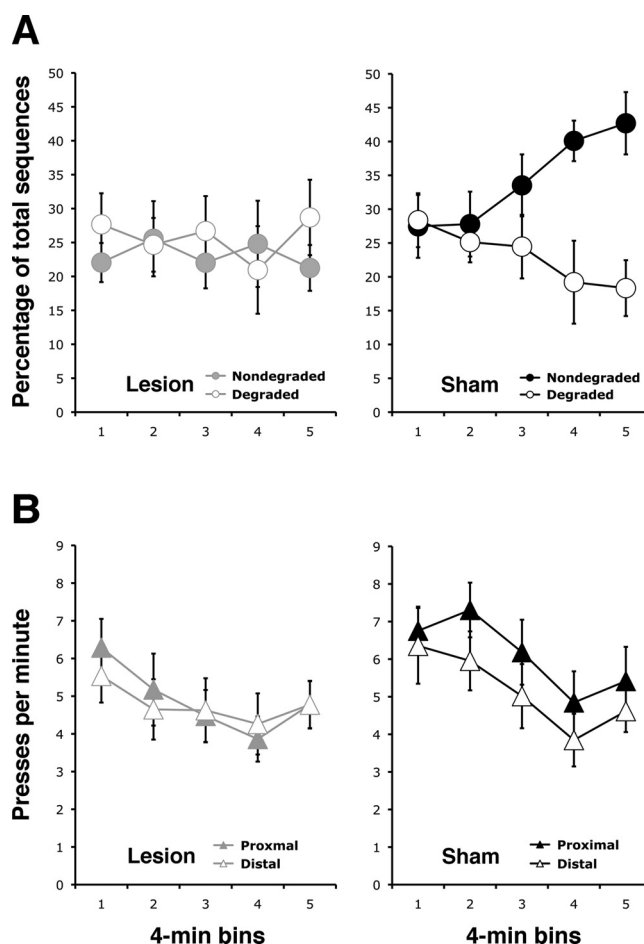 A
Percentage of total sequences
50
45
40
35
30
25
20
15
10
5
0
Lesion
Nondegraded
Degraded
1 2 3 4 5
50
45
40
35
30
25
20
15
10
5
0
Sham
Nondegraded
Degraded
1 2 3 4 5
B
Presses per minute
9
8
7
6
5
4
3
2
1
0
Lesion
Proxmal
Distal
1 2 3 4 5
4-min bins
9
8
7
6
5
4
3
2
1
0
Sham
Proximal
Distal
1 2 3 4 5
4-min bins